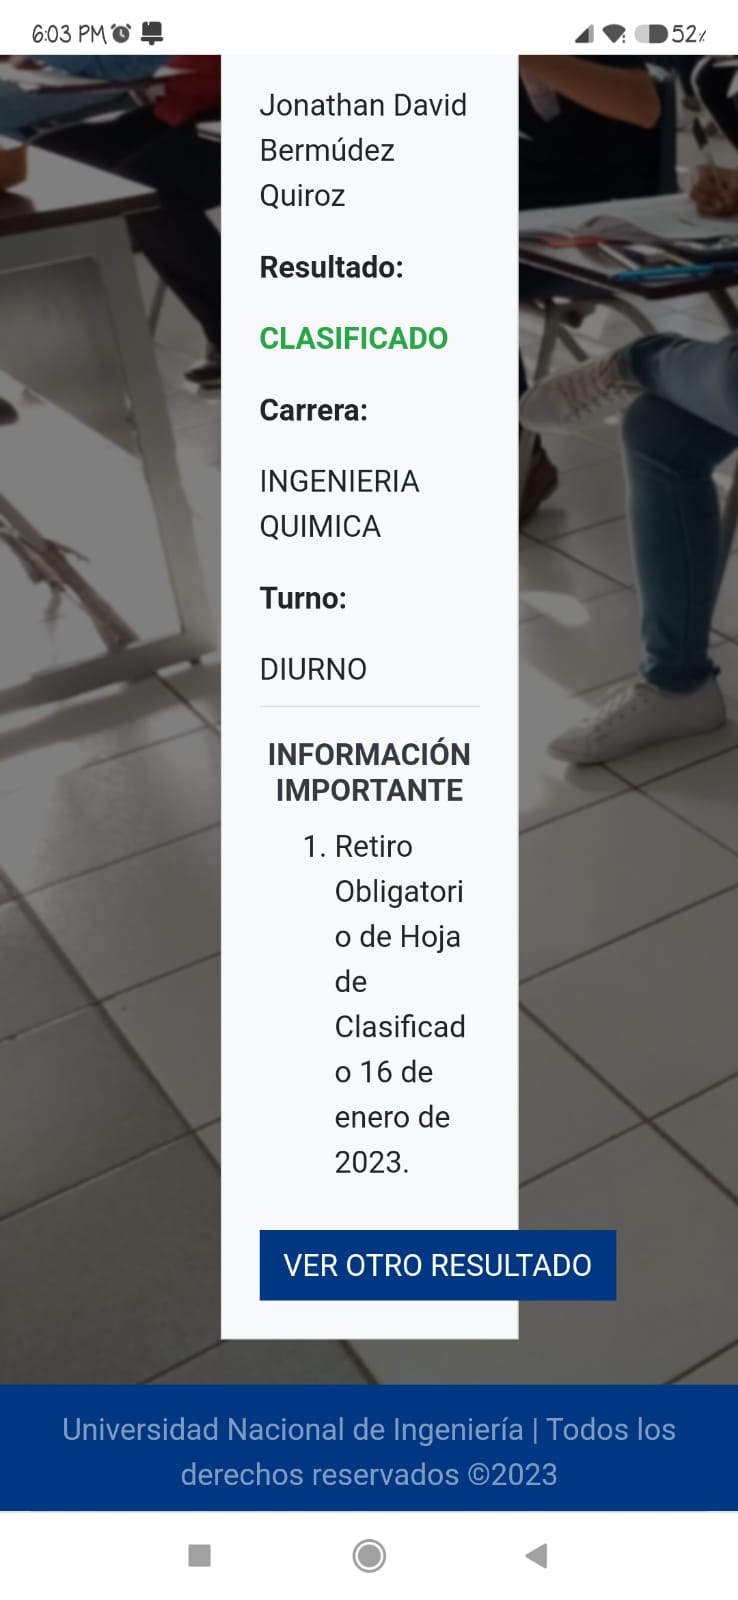 6:03 PM
52%
Jonathan David
Bermúdez
Quiroz
Resultado:
CLASIFICADO
Carrera:
INGENIERIA
QUIMICA
Turno:
DIURNO
INFORMACIÓN
IMPORTANTE
1. Retiro
Obligatori
o de Hoja
de
Clasificad
o 16 de
enero de
2023.
VER OTRO RESULTADO
Universidad Nacional de Ingeniería | Todos los
derechos reservados ©2023